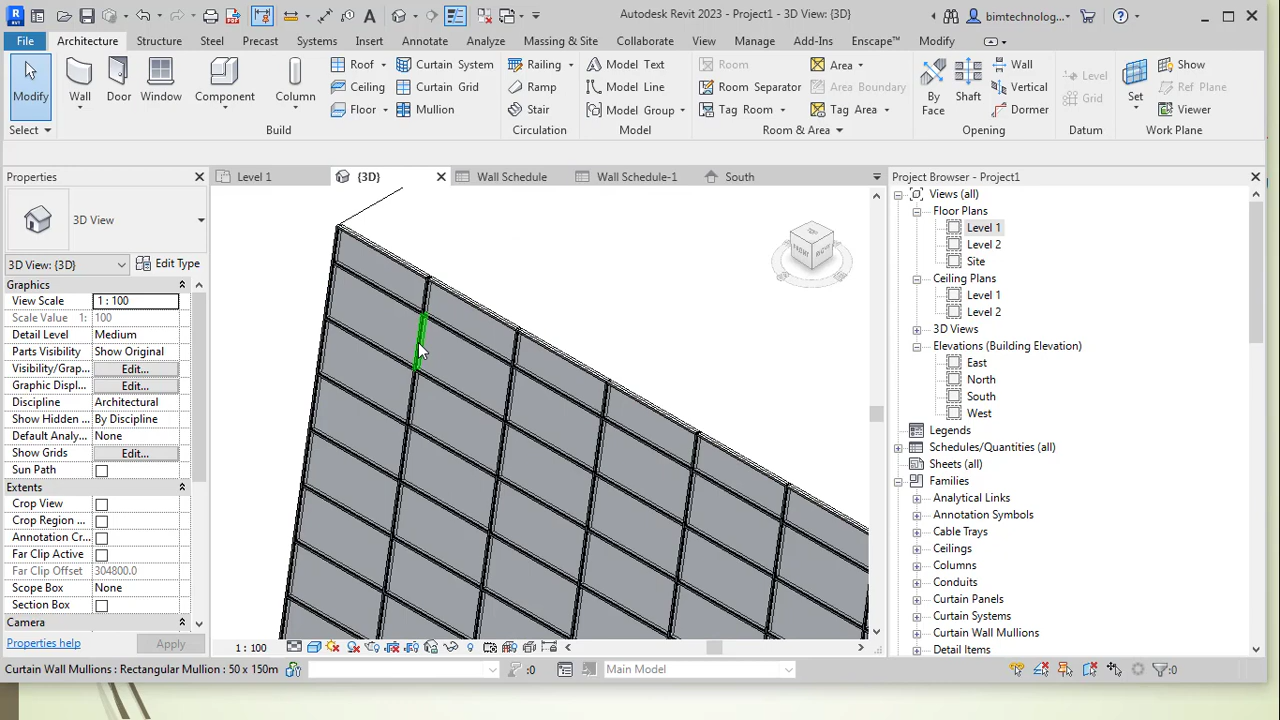 Autodesk Revit 2023 - Project1 - 3D View: {3D}
bimtechnolog...
File Architecture Structure Steel Precast Systems Insert Annotate Analyze Massing & Site Collaborate View Manage Add-Ins Enscape™ Modify
Modify Wall Door Window Component Column
Roof Curtain System
Ceiling Curtain Grid
Floor Mullion
Railing
Ramp
Stair
Model Text
Model Line
Model Group
Room
Room Separator
Tag Room
Area
Area Boundary
Tag Area
By Face
Shaft
Wall
Vertical
Dormer
Level
Grid
Set
Show
Ref Plane
Viewer
Select Build Circulation Model Room & Area Opening Datum Work Plane
Properties
3D View
3D View: {3D} Edit Type
Graphics
View Scale 1 : 100
Scale Value 1: 100
Detail Level Medium
Parts Visibility Show Original
Visibility/Grap... Edit...
Graphic Displ... Edit...
Discipline Architectural
Show Hidden ... By Discipline
Default Analy... None
Show Grids Edit...
Sun Path
Extents
Crop View
Crop Region ...
Annotation Cr...
Far Clip Active
Far Clip Offset 304800.0
Scope Box None
Section Box
Camera
Properties help Apply
Level 1 {3D} Wall Schedule Wall Schedule-1 South
FRONT
1 : 100
Project Browser - Project1
Views (all)
Floor Plans
Level 1
Level 2
Site
Ceiling Plans
Level 1
Level 2
3D Views
Elevations (Building Elevation)
East
North
South
West
Legends
Schedules/Quantities (all)
Sheets (all)
Families
Analytical Links
Annotation Symbols
Cable Trays
Ceilings
Columns
Conduits
Curtain Panels
Curtain Systems
Curtain Wall Mullions
Detail Items
Curtain Wall Mullions : Rectangular Mullion : 50 x 150m
:0
Main Model
:0